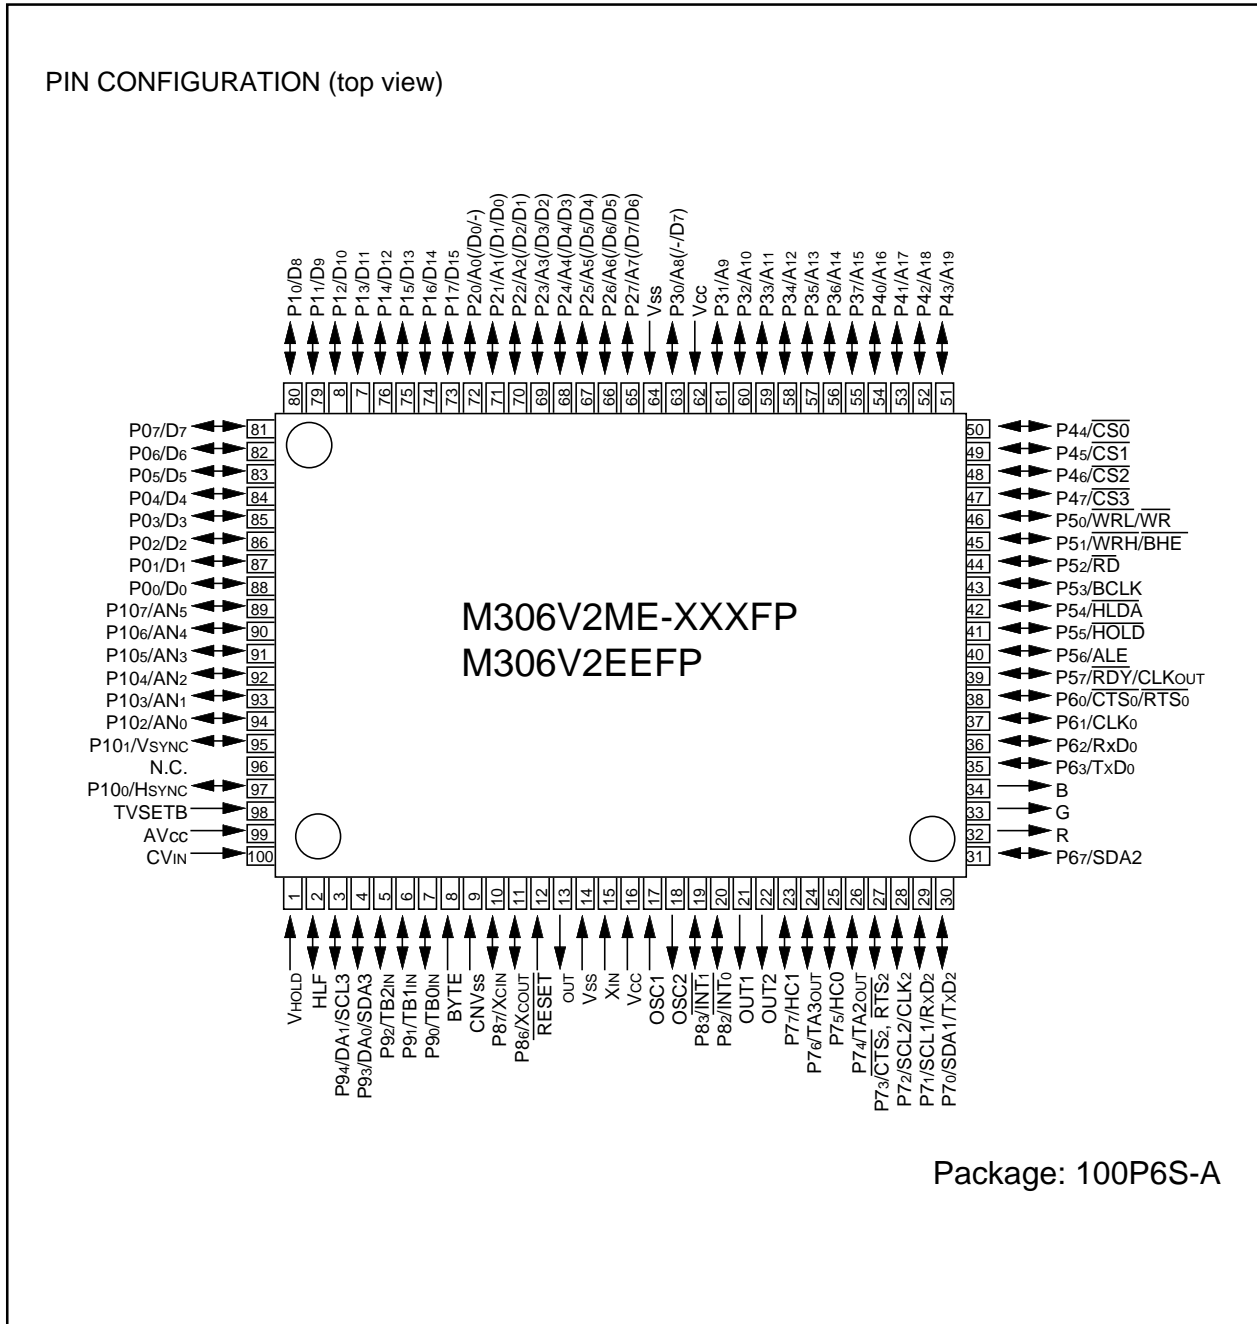 PIN CONFIGURATION (top view)
P10/D8
P11/D9
P12/D10
P13/D11
P14/D12
P15/D13
P16/D14
P17/D15
P20/A0(/D0/-)
P21/A1(/D1/D0)
P22/A2(/D2/D1)
P23/A3(/D3/D2)
P24/A4(/D4/D3)
P25/A5(/D5/D4)
P26/A6(/D6/D5)
P27/A7(/D7/D6)
Vss
P30/A8(/-/D7)
Vcc
P31/A9
P32/A10
P33/A11
P34/A12
P35/A13
P36/A14
P37/A15
P40/A16
P41/A17
P42/A18
P43/A19
80 79 8 7 76 75 74 73 72 71 70 69 68 67 66 65 64 63 62 61 60 59 58 57 56 55 54 53 52 51
P07/D7 81
P06/D6 82
P05/D5 83
P04/D4 84
P03/D3 85
P02/D2 86
P01/D1 87
P00/D0 88
P107/AN5 89
P106/AN4 90
P105/AN3 91
P104/AN2 92
P103/AN1 93
P102/AN0 94
P101/VSYNC 95
N.C. 96
P100/HSYNC 97
TVSETB 98
AVcc 99
CVIN 100
M306V2ME-XXXFP
M306V2EEFP
50 P44/CS0
49 P45/CS1
48 P46/CS2
47 P47/CS3
46 P50/WRL/WR
45 P51/WRH/BHE
44 P52/RD
43 P53/BCLK
42 P54/HLDA
41 P55/HOLD
40 P56/ALE
39 P57/RDY/CLKOUT
38 P60/CTS0/RTS0
37 P61/CLK0
36 P62/RxD0
35 P63/TxD0
34 B
33 G
32 R
31 P67/SDA2
1 2 3 4 5 6 7 8 9 10 11 12 13 14 15 16 17 18 19 20 21 22 23 24 25 26 27 28 29 30
VHOLD
HLF
P94/DA1/SCL3
P93/DA0/SDA3
P92/TB2IN
P91/TB1IN
P90/TB0IN
BYTE
CNVss
P87/XCIN
P86/XCOUT
RESET
OUT
Vss
XIN
Vcc
OSC1
OSC2
P83/INT1
P82/INT0
OUT1
OUT2
P77/HC1
P76/TA3OUT
P75/HC0
P74/TA2OUT
P73/CTS2, RTS2
P72/SCL2/CLK2
P71/SCL1/RxD2
P70/SDA1/TxD2
Package: 100P6S-A